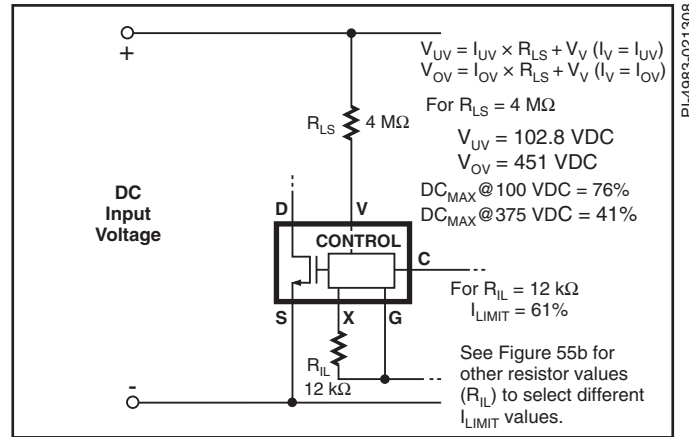 +
V_UV = I_UV × R_LS + V_V (I_V = I_UV)
V_OV = I_OV × R_LS + V_V (I_V = I_OV)
For R_LS = 4 MΩ
V_UV = 102.8 VDC
V_OV = 451 VDC
DC_MAX@100 VDC = 76%
DC_MAX@375 VDC = 41%
R_LS 4 MΩ
DC
Input
Voltage
D V
CONTROL
C
S X G
For R_IL = 12 kΩ
I_LIMIT = 61%
R_IL
12 kΩ
See Figure 55b for
other resistor values
(R_IL) to select different
I_LIMIT values.
-
PI-4983-021308